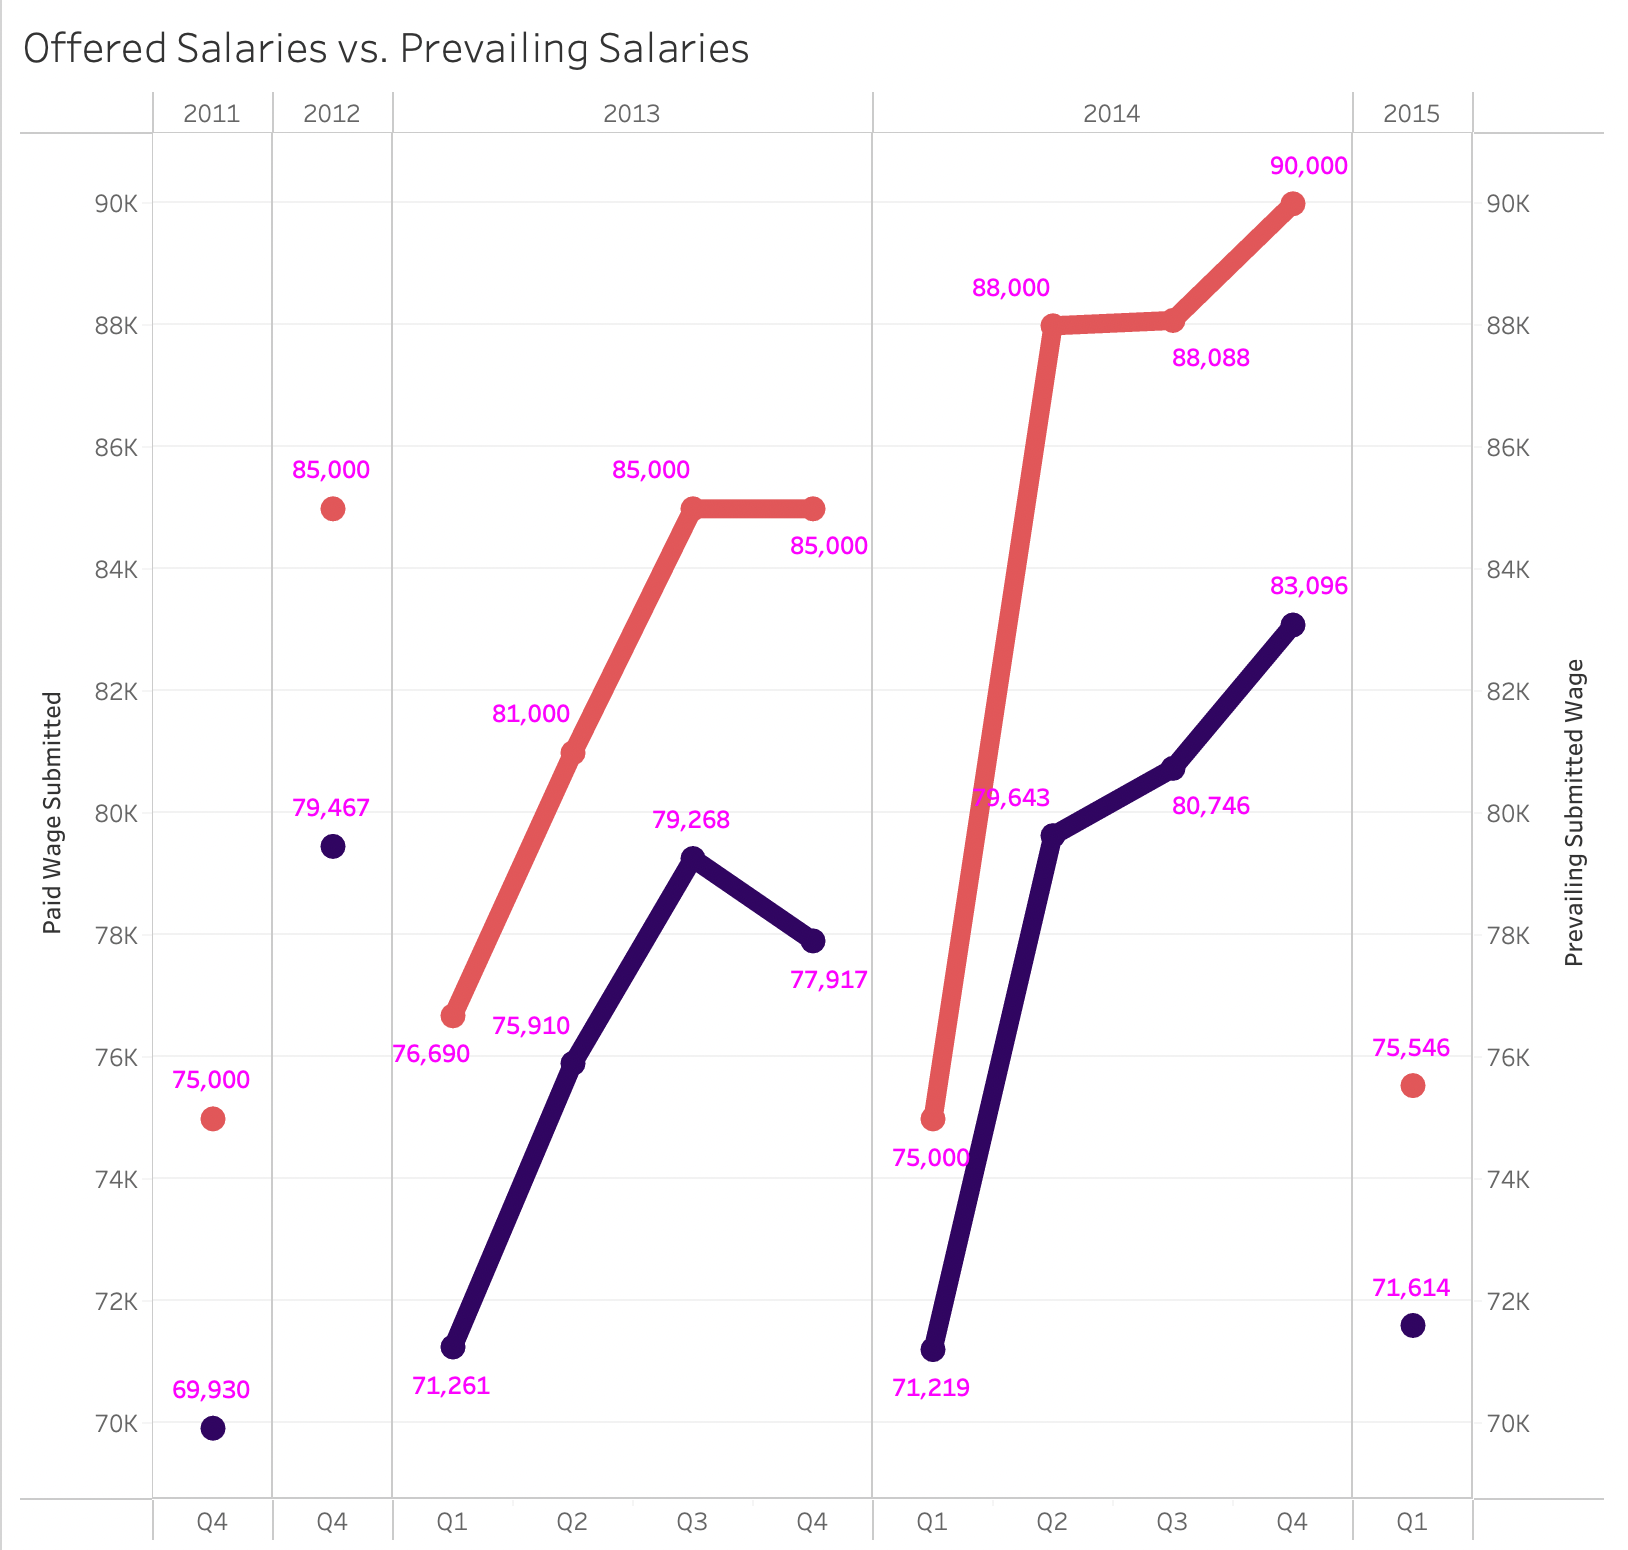 Offered Salaries vs. Prevailing Salaries
2011 2012 2013 2014 2015
90,000
90K 90K
88,000
88K 88K
88,088
86K 86K
85,000 85,000
85,000
84K 84K
83,096
82K 82K
81,000
79,643
80K 80K
79,467 80,746
79,268
78K 78K
77,917
75,910
76,690 75,546
76K 76K
75,000
75,000
74K 74K
72K 72K
71,614
71,261 71,219
69,930
70K 70K
Paid Wage Submitted
Prevailing Submitted Wage
Q4 Q4 Q1 Q2 Q3 Q4 Q1 Q2 Q3 Q4 Q1